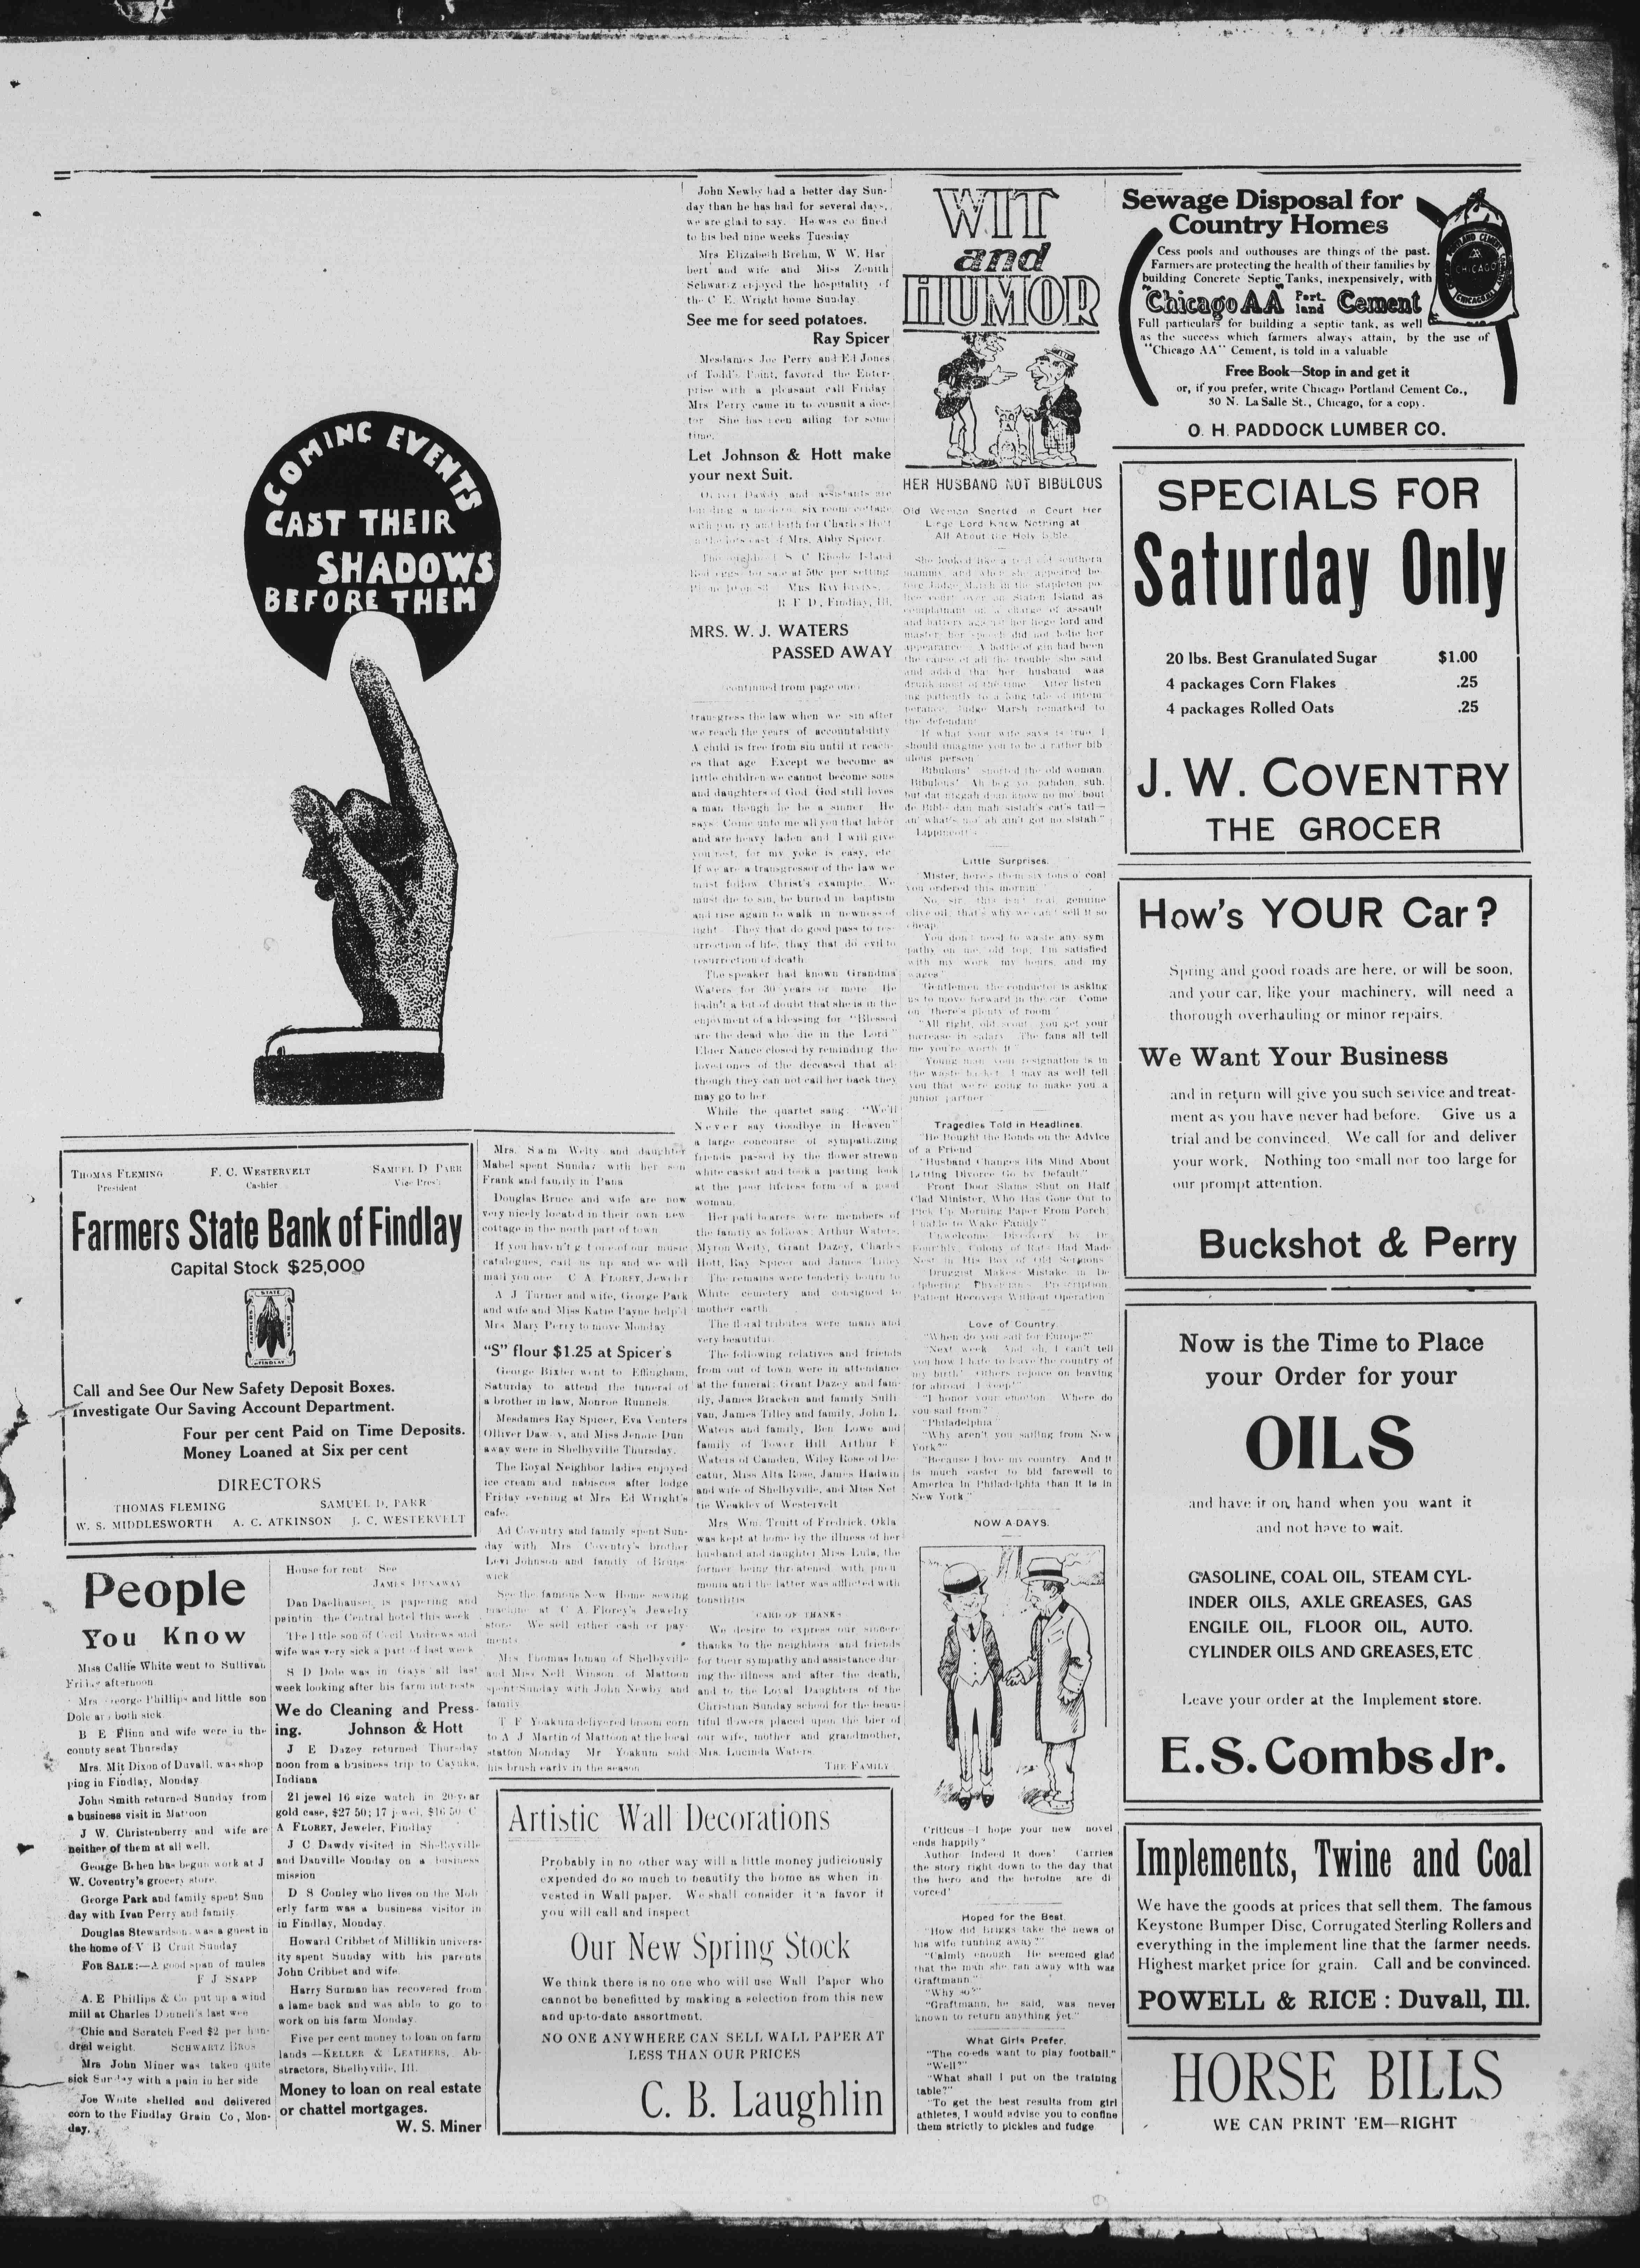 COMING EVENTS
CAST THEIR
SHADOWS
BEFORE THEM
THOMAS FLEMING
President
F. C. WESTERVELT
Cashier
SAMUEL D PARR
Vice Pres't
Farmers State Bank of Findlay
Capital Stock $25,000
Call and See Our New Safety Deposit Boxes.
Investigate Our Saving Account Department.
Four per cent Paid on Time Deposits.
Money Loaned at Six per cent
DIRECTORS
THOMAS FLEMING SAMUEL D. PARR
W. S. MIDDLESWORTH A. C. ATKINSON J. C. WESTERVELT
People
You Know
Miss Callie White went to Sullivan
Friday afternoon
Mrs George Phillips and little son
Dole are both sick
B E Flinn and wife were in the
county seat Thursday
Mrs. Mit Dixon of Duvall, was shop
ping in Findlay, Monday
John Smith returned Sunday from
a business visit in Mattoon
J W. Christenberry and wife are
neither of them at all well.
George Behen has begun work at J
W. Coventry's grocery store.
George Park and family spent Sun
day with Ivan Perry and family.
Douglas Stewardson was a guest in
the home of V B Crail Sunday
FOR SALE:—A good span of mules
F J SNAPP
A. E Phillips & Co put up a wind
mill at Charles Donnell's last wee
Chic and Scratch Feed $2 per hun-
dred weight. SCHWARTZ BROS
Mrs John Miner was taken quite
sick Sunday with a pain in her side
Joe White shelled and delivered
corn to the Findlay Grain Co, Mon-
day.
House for rent See
JAMES DUNAWAY
Dan Daelhauser is papering and
paintin the Central hotel this week
The little son of Cecil Andrews and
wife was very sick a part of last week
S D Dole was in Gays all last
week looking after his farm interests
We do Cleaning and Press-
ing. Johnson & Hott
J E Dazey returned Thursday
noon from a business trip to Cayuka,
Indiana
21 jewel 16 size watch in 20-year
gold case, $27 50; 17 jewel, $16 50 C
A FLOREY, Jeweler, Findlay
J C Dawdy visited in Shelbyville
and Danville Monday on a business
mission
D S Conley who lives on the Mob
erly farm was a business visitor in
in Findlay, Monday.
Howard Cribbet of Millikin univers-
ity spent Sunday with his parents
John Cribbet and wife.
Harry Surman has recovered from
a lame back and was able to go to
work on his farm Monday.
Five per cent money to loan on farm
lands —KELLER & LEATHERS, Ab-
stractors, Shelbyville, Ill.
Money to loan on real estate
or chattel mortgages.
W. S. Miner
Mrs. Sam Welty and daughter
Mabel spent Sunday with her son
Frank and family in Pana
Douglas Bruce and wife are now
very nicely located in their own new
cottage in the north part of town
If you haven't got one of our music
catalogues, call us up and we will
mail you one C A FLOREY, Jeweler
A J Turner and wife, George Park
and wife and Miss Katie Payne help'd
Mrs Mary Perry to move Monday
"S" flour $1.25 at Spicer's
George Bixler went to Effingham,
Saturday to attend the funeral of
a brother in law, Monroe Runnels.
Mesdames Ray Spicer, Eva Venters
Olliver Dawdy, and Miss Jennie Dun
away were in Shelbyville Thursday.
The Royal Neighbor ladies enjoyed
ice cream and nabiscos after lodge
Friday evening at Mrs Ed Wright's
cafe.
Ad Coventry and family spent Sun-
day with Mrs Coventry's brother
Levi Johnson and family of Bruns-
wick
See the famous New Home sewing
machine at C A. Florey's Jewelry
store We sell either cash or pay-
ments
Mrs Thomas Inman of Shelbyville
and Miss Nell Winson of Mattoon
spent Sunday with John Newby and
family
T F Yoakum delivered broom corn
to A J Martin of Mattoon at the local
station Monday Mr Yoakum sold
his brush early in the season
John Newby had a better day Sun-
day than he has had for several days,
we are glad to say. He was co fined
to his bed nine weeks Tuesday
Mrs Elizabeth Brehm, W W. Har
bert and wife and Miss Zenith
Schwarz enjoyed the hospitality of
the C E. Wright home Sunday.
See me for seed potatoes.
Ray Spicer
Mesdames Joe Perry and Ed Jones
of Todd's Point, favored the Enter-
prise with a pleasant call Friday
Mrs Perry came in to consult a doc-
tor She has been ailing for some
time.
Let Johnson & Hott make
your next Suit.
Oliver Dawdy and assistants are
building a modern six room cottage
with pantry and bath for Charles Hott
in the lots east of Mrs. Abby Spicer.
S C Rhode Island
Red eggs for sale at 50c per setting
MRS RAY
R F D, Findlay, Ill.
MRS. W. J. WATERS
PASSED AWAY
continued from page one
transgress the law when we sin after
we reach the years of accountability
A child is free from sin until it reach-
es that age Except we become as
little children we cannot become sons
and daughters of God God still loves
a man though he be a sinner He
says Come unto me all you that labor
and are heavy laden and I will give
you rest, for my yoke is easy, etc
If we are a transgressor of the law we
must follow Christ's example. We
must die to sin, be buried in baptism
and rise again to walk in newness of
light They that do good pass to res-
urrection of life, thay that do evil to
resurrection of death
The speaker had known Grandma
Waters for 30 years or more He
hadn't a bit of doubt that she is in the
enjoyment of a blessing for "Blessed
are the dead who die in the Lord"
Elder Nance closed by reminding the
loved ones of the deceased that al-
though they can not call her back they
may go to her
While the quartet sang "We'll
Never say Goodbye in Heaven"
a large concourse of sympathizing
friends passed by the flower strewn
white casket and took a parting look
at the poor lifeless form of a good
woman.
Her pall bearers were members of
the family as follows: Arthur Waters,
Myron Welty, Grant Dazey, Charles
Hott, Ray Spicer and James Tilley
The remains were tenderly bourn to
White cemetery and consigned to
mother earth
The floral tributes were many and
very beautiful
The following relatives and friends
from out of town were in attendance
at the funeral: Grant Dazey and fam-
ily, James Bracken and family Sulli
van, James Tilley and family, John L.
Waters and family, Ben Lowe and
family of Tower Hill Arthur F
Waters of Camden, Wiley Rose of De-
catur, Miss Alta Rose, James Hadwin
and wife of Shelbyville, and Miss Net
tie Weakley of Westervelt
Mrs Wm. Truitt of Fredrick, Okla
was kept at home by the illness of her
husband and daughter Miss Lula, the
former being threatened with pneu
monia and the latter was afflicted with
tonsilitis
CARD OF THANKS
We desire to express our sincere
thanks to the neighbors and friends
for their sympathy and assistance dur-
ing the illness and after the death,
and to the Loyal Daughters of the
Christian Sunday school for the beau-
tiful flowers placed upon the bier of
our wife, mother and grandmother,
Mrs. Lucinda Waters
THE FAMILY
Artistic Wall Decorations
Probably in no other way will a little money judiciously
expended do so much to beautify the home as when in
vested in Wall paper. We shall consider it a favor if
you will call and inspect
Our New Spring Stock
We think there is no one who will use Wall Paper who
cannot be benefitted by making a selection from this new
and up-to-date assortment.
NO ONE ANYWHERE CAN SELL WALL PAPER AT
LESS THAN OUR PRICES
C. B. Laughlin
WIT
and
HUMOR
HER HUSBAND NOT BIBULOUS
Old Woman Snorted in Court Her
Liege Lord Knew Nothing at
All About the Holy Bible
She looked like a southern
mammy, and when she appeared be-
fore Judge Marsh in the Stapleton po-
lice court over on Staten Island as
complainant on a charge of assault
and battery against her liege lord and
master her speech did not belie her
appearance A bottle of gin had been
the cause of all the trouble she said
and added that her husband was
drunk most of the time After listen
ing patiently to a long tale of intem
perance, Judge Marsh remarked to
the defendant
"If what your wife says is true I
should imagine you to be a rather bib
ulous person"
"Bibulous" snorted the old woman.
"Bibulous! Ah beg yo' pahdon, suh,
but dat niggah doan know no mo' bout
de Bible dan mah sistah's cat's tail—
an' what's mo' ah ain't got no sistah."
Lippincott's
Little Surprises.
"Mister, here's them six tons o' coal
you ordered this mornin'
"No, sir, this isn't real, genuine
olive oil, that's why we can't sell it so
cheap
"You don't need to waste any sym
pathy on me, old top, I'm satisfied
with my work my hours, and my
wages"
"Gentlemen, the conductor is asking
us to move forward in the car Come
on there's plenty of room"
"All right, old scout you get your
increase in salary The fans all tell
me you're worth it"
"Young man your resignation is in
the waste basket I may as well tell
you that we're going to make you a
junior partner
Tragedies Told in Headlines.
"He Bought the Bonds on the Advice
of a Friend
"Husband Changes His Mind About
Letting Divorce Go by Default"
"Front Door Slams Shut on Half
Clad Minister, Who Has Gone Out to
Pick Up Morning Paper From Porch,
Unable to Wake Family"
"Unwelcome Discovery by Dr
Fourthly, Colony of Rats Had Made
Nest in His Box of Old Sermons
"Druggist Makes Mistake in De-
ciphering Physician's Prescription
Patient Recovers Without Operation
Love of Country.
"When do you sail for Europe?"
"Next week And oh, I can't tell
you how I hate to leave the country of
my birth' Others rejoice on leaving
for abroad I weep"
"I honor your emotion Where do
you sail from"
"Philadelphia"
"Why aren't you sailing from New
York?"
"Because I love my country And it
is much easier to bid farewell to
America in Philadelphia than it is in
New York."
NOW A-DAYS.
Criticus—I hope your new novel
ends happily"
Author Indeed it does! Carries
the story right down to the day that
the hero and the heroine are di
vorced'
Hoped for the Best.
"How did Briggs take the news of
his wife running away?"
"Calmly enough He seemed glad
that the man she ran away with was
Graftmann."
"Why so?"
"Graftmann, he said, was never
known to return anything yet."
What Girls Prefer.
"The co-eds want to play football."
"Well?"
"What shall I put on the training
table?"
"To get the best results from girl
athletes, I would advise you to confine
them strictly to pickles and fudge
Sewage Disposal for
Country Homes
Cess pools and outhouses are things of the past.
Farmers are protecting the health of their families by
building Concrete Septic Tanks, inexpensively, with
"Chicago AA" Port-
land Cement
Full particulars for building a septic tank, as well
as the success which farmers always attain, by the use of
"Chicago AA" Cement, is told in a valuable
Free Book—Stop in and get it
or, if you prefer, write Chicago Portland Cement Co.,
30 N. La Salle St., Chicago, for a copy.
O. H. PADDOCK LUMBER CO.
SPECIALS FOR
Saturday Only
20 lbs. Best Granulated Sugar $1.00
4 packages Corn Flakes .25
4 packages Rolled Oats .25
J. W. COVENTRY
THE GROCER
How's YOUR Car?
Spring and good roads are here, or will be soon,
and your car, like your machinery, will need a
thorough overhauling or minor repairs.
We Want Your Business
and in return will give you such service and treat-
ment as you have never had before. Give us a
trial and be convinced. We call for and deliver
your work. Nothing too small nor too large for
our prompt attention.
Buckshot & Perry
Now is the Time to Place
your Order for your
OILS
and have it on hand when you want it
and not have to wait.
GASOLINE, COAL OIL, STEAM CYL-
INDER OILS, AXLE GREASES, GAS
ENGILE OIL, FLOOR OIL, AUTO.
CYLINDER OILS AND GREASES, ETC
Leave your order at the Implement store.
E. S. Combs Jr.
Implements, Twine and Coal
We have the goods at prices that sell them. The famous
Keystone Bumper Disc, Corrugated Sterling Rollers and
everything in the implement line that the farmer needs.
Highest market price for grain. Call and be convinced.
POWELL & RICE : Duvall, Ill.
HORSE BILLS
WE CAN PRINT 'EM—RIGHT